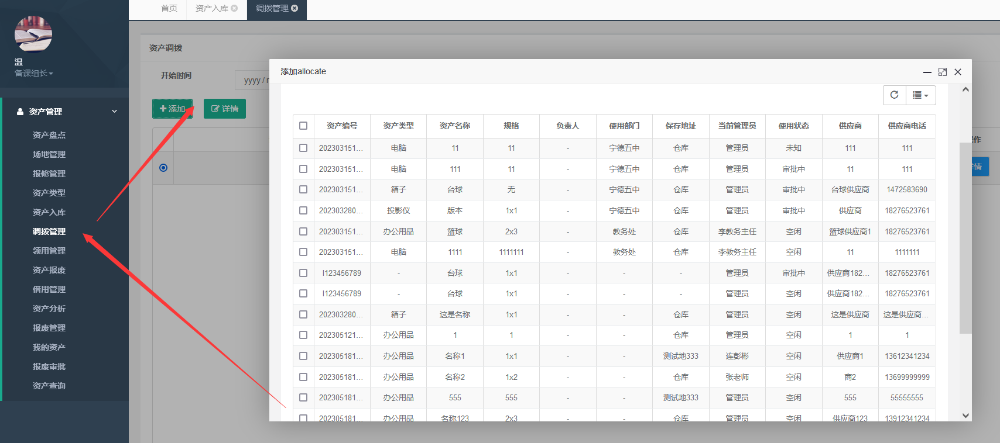 首页
资产入库
调拨管理
温
备课组长
资产管理
资产盘点
场地管理
报修管理
资产类型
资产入库
调拨管理
领用管理
资产报废
借用管理
资产分析
报废管理
我的资产
报废审批
资产查询
资产调拨
开始时间
yyyy /
添加
详情
作
情
添加allocate
资产编号 资产类型 资产名称 规格 负责人 使用部门 保存地址 当前管理员 使用状态 供应商 供应商电话
202303151... 电脑 11 11 - 宁德五中 仓库 管理员 未知 111 111
202303151... 电脑 111 11 - 宁德五中 仓库 管理员 审批中 11 111
202303151... 箱子 台球 无 - 宁德五中 仓库 管理员 审批中 台球供应商 1472583690
202303280... 投影仪 版本 1x1 - 宁德五中 仓库 管理员 审批中 供应商 18276523761
202303151... 办公用品 篮球 2x3 - 教务处 仓库 李教务主任 空闲 篮球供应商1 18276523761
202303151... 电脑 1111 1111111 - 教务处 仓库 李教务主任 空闲 11 1111111
l123456789 - 台球 1x1 - - - 管理员 审批中 供应商182... 18276523761
l123456789 - 台球 1x1 - - - 管理员 空闲 供应商182... 18276523761
202303280... 箱子 这是名称 1x1 - - 仓库 管理员 空闲 这是供应商 这是供应商...
202305121... 办公用品 1 1 - - 仓库 管理员 空闲 1 1
202305181... 办公用品 名称1 1x1 - - 测试地333 连彭彬 空闲 供应商1 13612341234
202305181... 办公用品 名称2 1x2 - - 仓库 张老师 空闲 商2 13699999999
202305181... 办公用品 555 555 - - 测试地333 管理员 空闲 555 55555555
202305181... 办公用品 名称123 2x3 - - 仓库 管理员 空闲 供应商123 13912341234